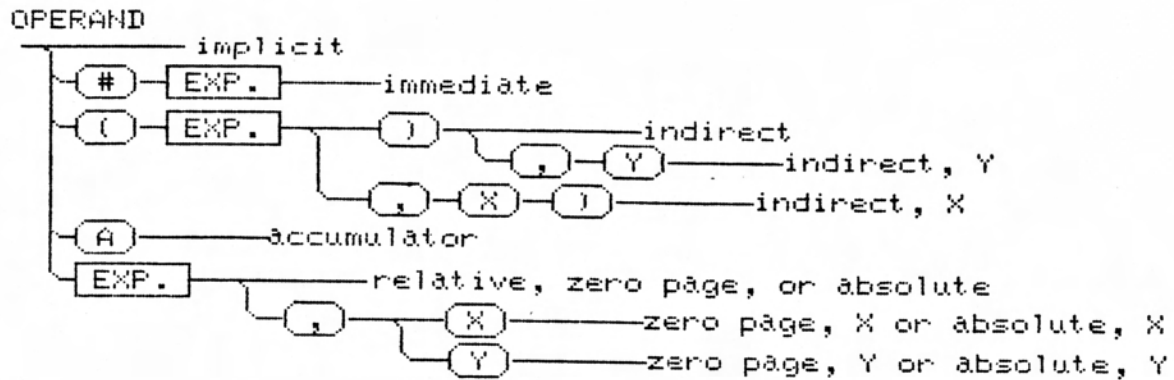 OPERAND
implicit
# EXP. immediate
( EXP. ) indirect
, Y indirect, Y
, X ) indirect, X
A accumulator
EXP. relative, zero page, or absolute
, X zero page, X or absolute, X
Y zero page, Y or absolute, Y